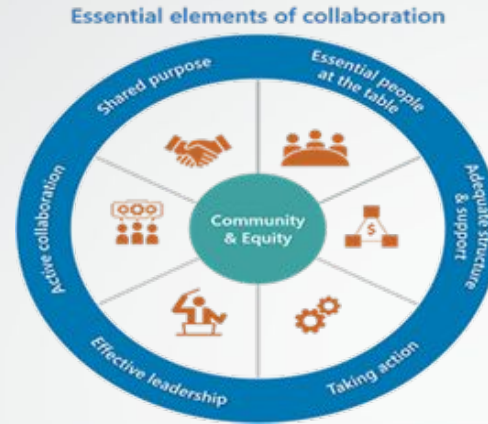 Essential elements of collaboration
Shared purpose
Essential people
at the table
Adequate structure
& support
Taking action
Effective leadership
Active collaboration
Community
& Equity
$